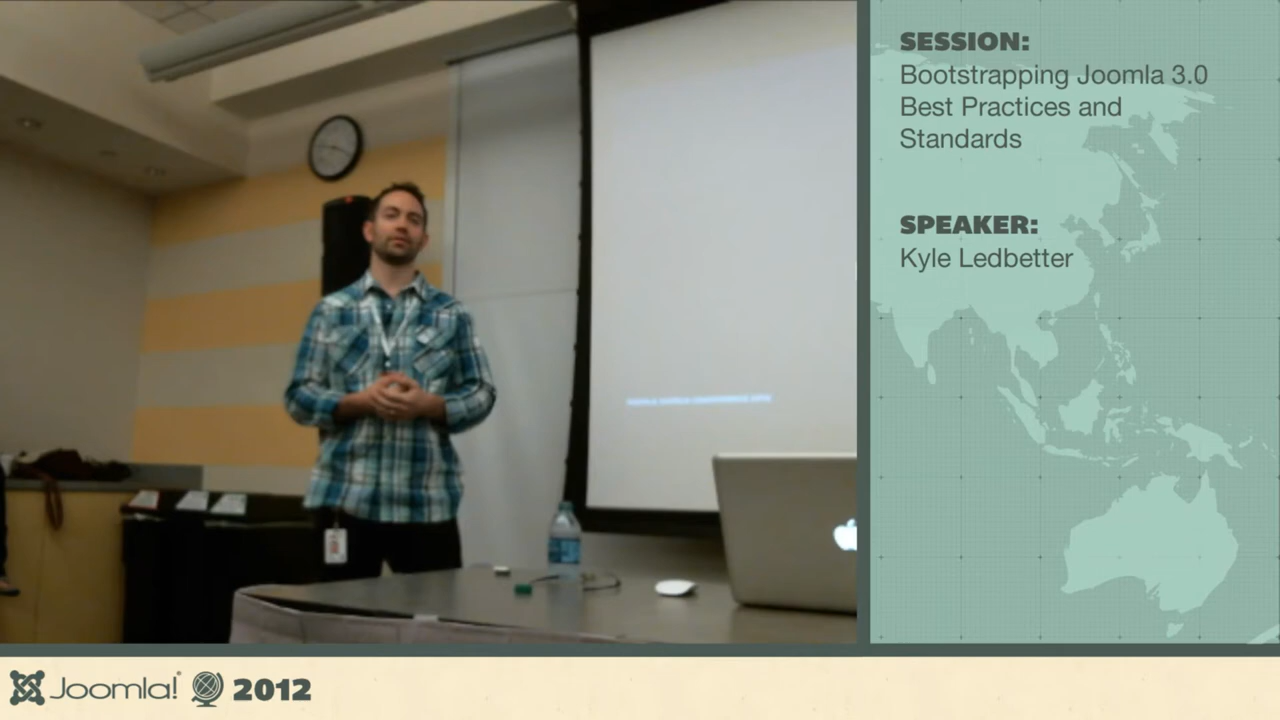 SESSION:
Bootstrapping Joomla 3.0
Best Practices and
Standards
SPEAKER:
Kyle Ledbetter
Joomla! 2012